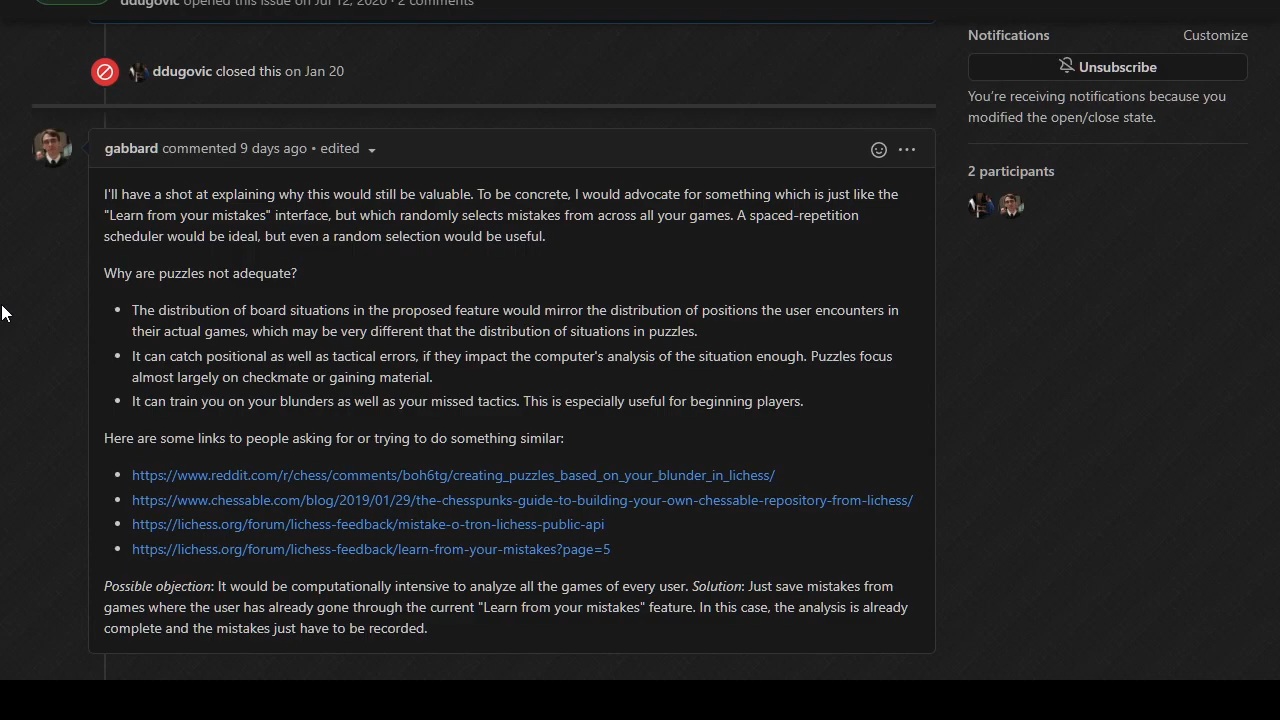 ddugovic opened this issue on Jul 12, 2020 · 2 comments
Notifications
Customize
Unsubscribe
You're receiving notifications because you
modified the open/close state.
2 participants
ddugovic closed this on Jan 20
gabbard commented 9 days ago • edited
I'll have a shot at explaining why this would still be valuable. To be concrete, I would advocate for something which is just like the
"Learn from your mistakes" interface, but which randomly selects mistakes from across all your games. A spaced-repetition
scheduler would be ideal, but even a random selection would be useful.
Why are puzzles not adequate?
• The distribution of board situations in the proposed feature would mirror the distribution of positions the user encounters in
their actual games, which may be very different that the distribution of situations in puzzles.
• It can catch positional as well as tactical errors, if they impact the computer's analysis of the situation enough. Puzzles focus
almost largely on checkmate or gaining material.
• It can train you on your blunders as well as your missed tactics. This is especially useful for beginning players.
Here are some links to people asking for or trying to do something similar:
• https://www.reddit.com/r/chess/comments/boh6tg/creating_puzzles_based_on_your_blunder_in_lichess/
• https://www.chessable.com/blog/2019/01/29/the-chesspunks-guide-to-building-your-own-chessable-repository-from-lichess/
• https://lichess.org/forum/lichess-feedback/mistake-o-tron-lichess-public-api
• https://lichess.org/forum/lichess-feedback/learn-from-your-mistakes?page=5
Possible objection: It would be computationally intensive to analyze all the games of every user. Solution: Just save mistakes from
games where the user has already gone through the current "Learn from your mistakes" feature. In this case, the analysis is already
complete and the mistakes just have to be recorded.